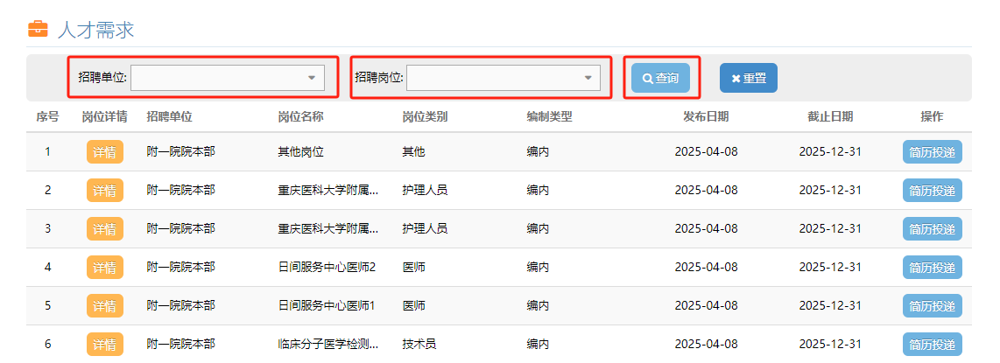 人才需求
招聘单位: 招聘岗位: 查询 重置
序号 岗位详情 招聘单位 岗位名称 岗位类别 编制类型 发布日期 截止日期 操作
1 详情 附一院院本部 其他岗位 其他 编内 2025-04-08 2025-12-31 简历投递
2 详情 附一院院本部 重庆医科大学附属... 护理人员 编内 2025-04-08 2025-12-31 简历投递
3 详情 附一院院本部 重庆医科大学附属... 护理人员 编内 2025-04-08 2025-12-31 简历投递
4 详情 附一院院本部 日间服务中心医师2 医师 编内 2025-04-08 2025-12-31 简历投递
5 详情 附一院院本部 日间服务中心医师1 医师 编内 2025-04-08 2025-12-31 简历投递
6 详情 附一院院本部 临床分子医学检测... 技术员 编内 2025-04-08 2025-12-31 简历投递